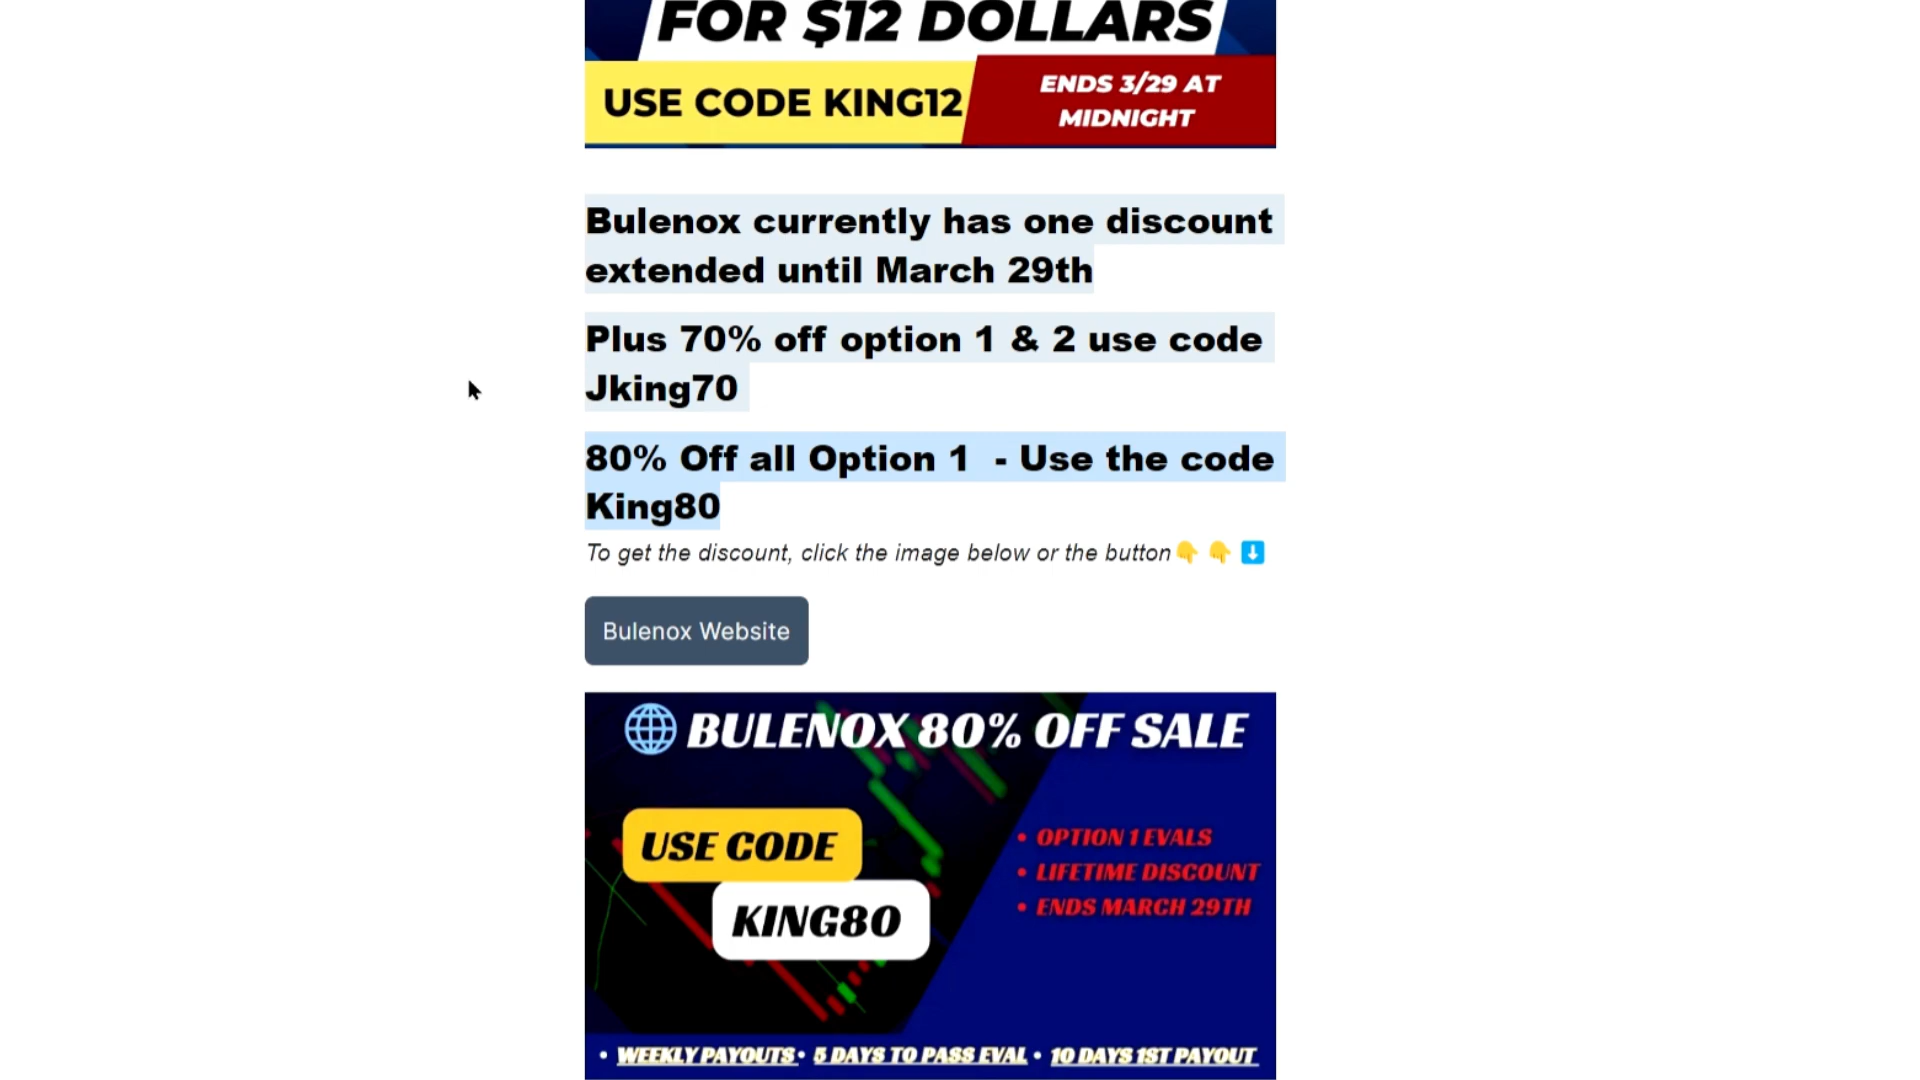 FOR $12 DOLLARS
USE CODE KING12
ENDS 3/29 AT
MIDNIGHT
Bulenox currently has one discount
extended until March 29th
Plus 70% off option 1 & 2 use code
Jking70
80% Off all Option 1  - Use the code
King80
To get the discount, click the image below or the button👇 👇 ⬇️
Bulenox Website
🌐 BULENOX 80% OFF SALE
USE CODE
KING80
• OPTION 1 EVALS
• LIFETIME DISCOUNT
• ENDS MARCH 29TH
• WEEKLY PAYOUTS • 5 DAYS TO PASS EVAL • 10 DAYS 1ST PAYOUT